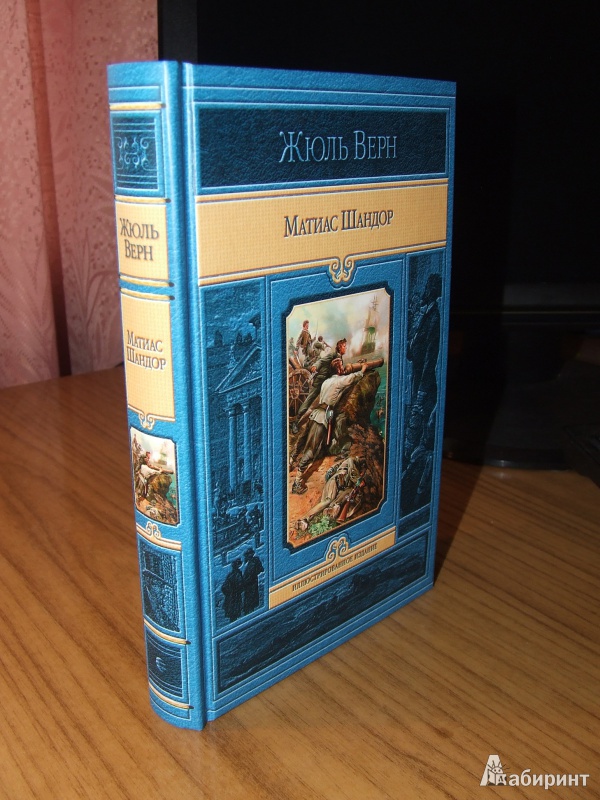 Жюль Верн
Матиас Шандор
Иллюстрированное издание
Жюль
Верн
Матиас
Шандор
Лабиринт